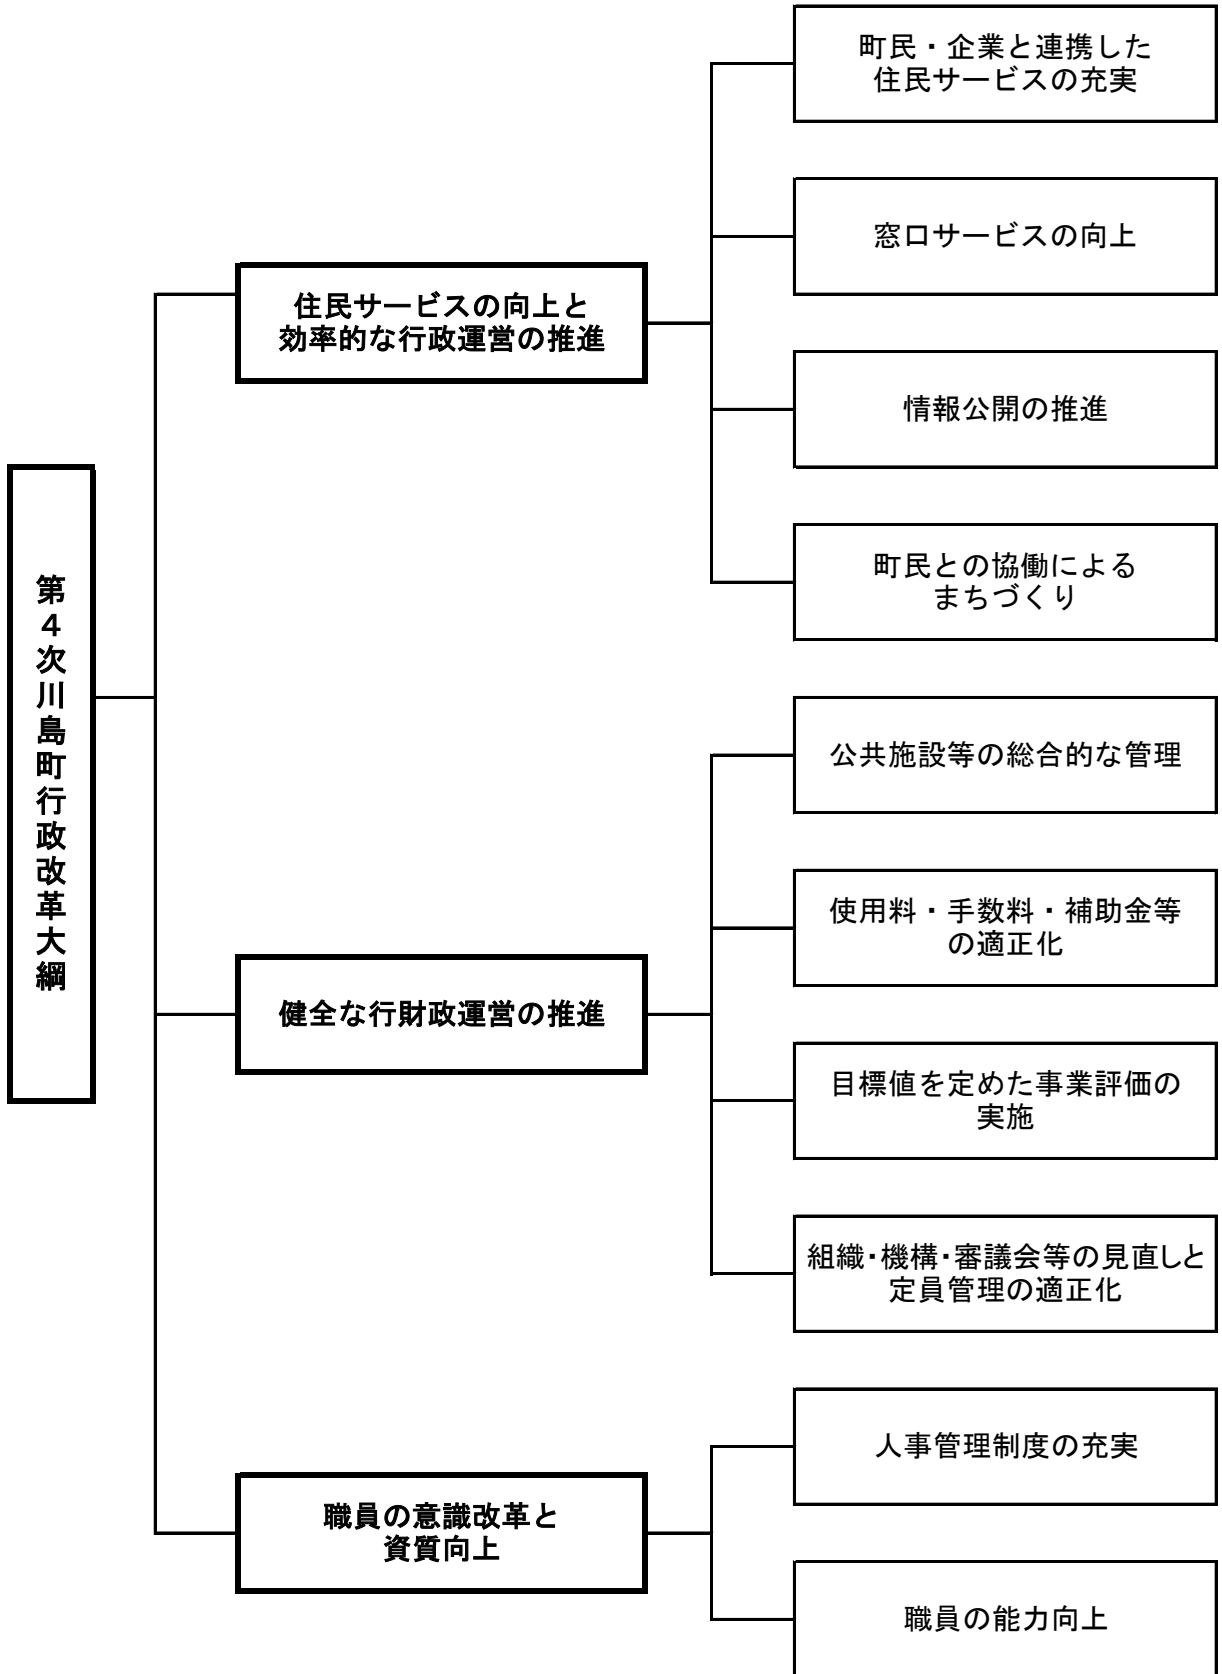 第４次川島町行政改革大綱
住民サービスの向上と
効率的な行政運営の推進
町民・企業と連携した
住民サービスの充実
窓口サービスの向上
情報公開の推進
町民との協働による
まちづくり
健全な行財政運営の推進
公共施設等の総合的な管理
使用料・手数料・補助金等
の適正化
目標値を定めた事業評価の
実施
組織・機構・審議会等の見直しと
定員管理の適正化
職員の意識改革と
資質向上
人事管理制度の充実
職員の能力向上